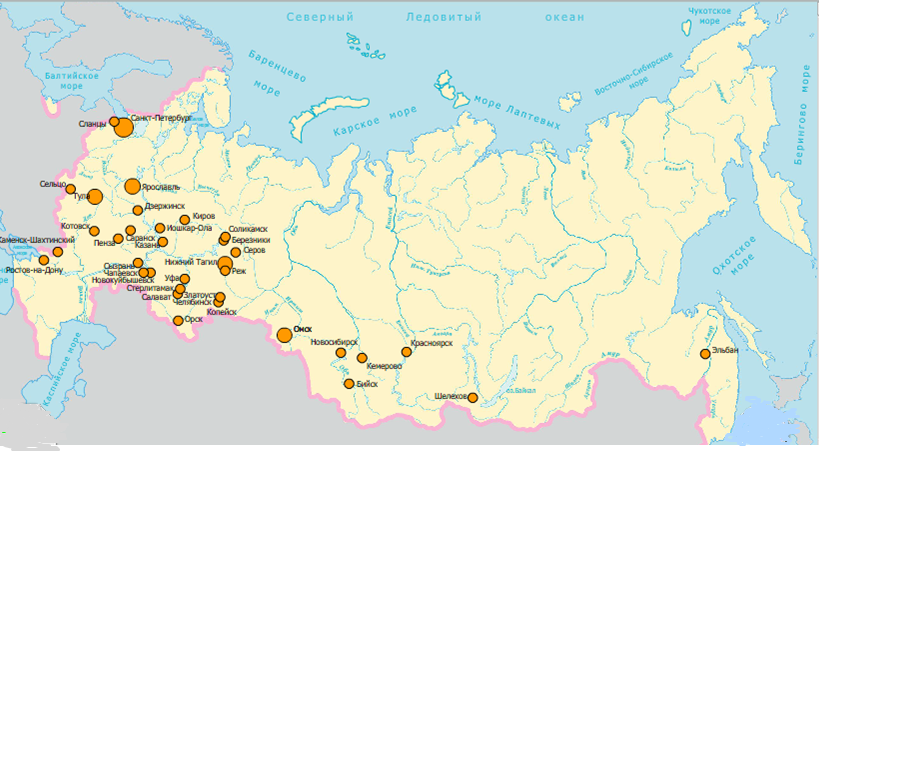 Северный Ледовитый океан
Чукотское
море
Балтийское
море
Баренцево
море
Карское море
море Лаптевых
Восточно-Сибирское
море
Берингово море
Охотское
море
Каспийское море
Санкт-Петербург
Сланцы
Сельцо
Тула
Ярославль
Дзержинск
Киров
Котовск
Йошкар-Ола
Соликамск
Каменск-Шахтинский
Пенза
Саранск
Казань
Березники
Серов
Ростов-на-Дону
Сызрань
Нижний Тагил
Чапаевск
Реж
Новокуйбышевск
Уфа
Стерлитамак
Салават
Златоуст
Челябинск
Копейск
Орск
Омск
Новосибирск
Красноярск
Кемерово
Бийск
Шелехов
оз.Байкал
Эльбан
Амур